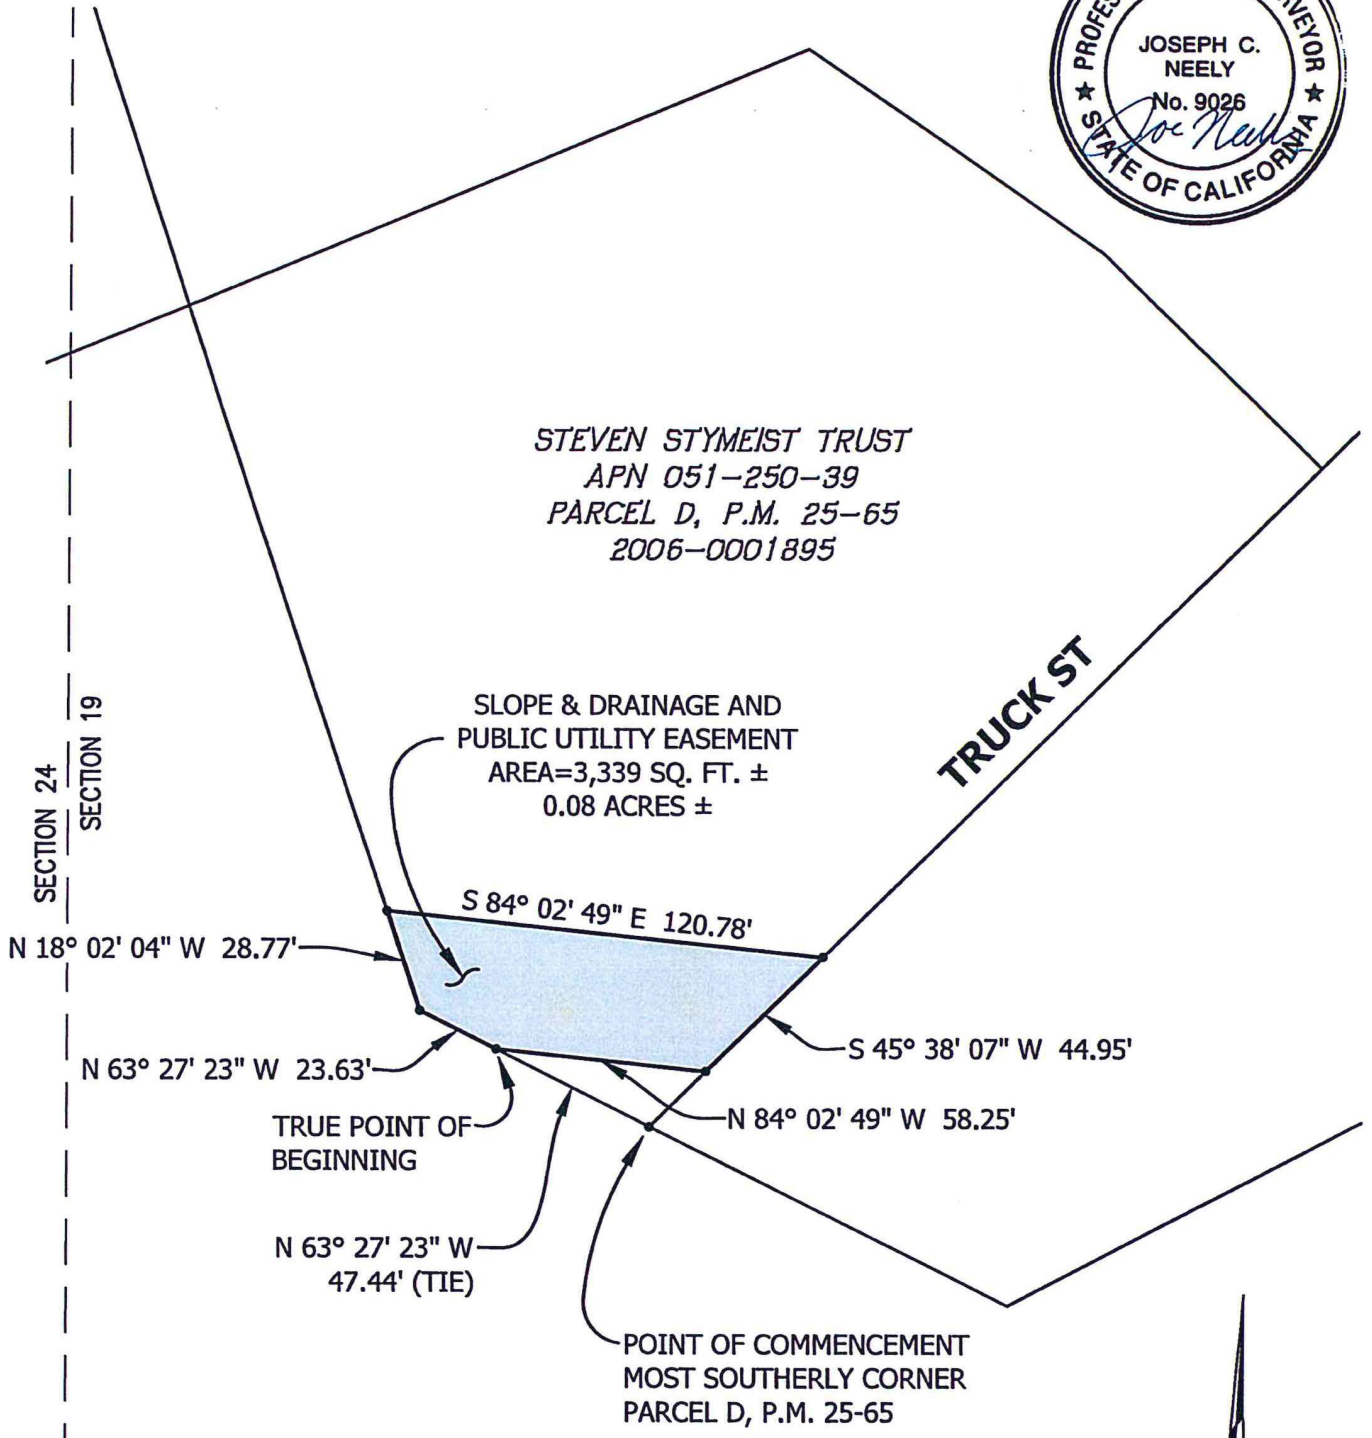 JOSEPH C.
NEELY
No. 9026
Joe Neely
STATE OF CALIFORNIA
STEVEN STYMEIST TRUST
APN 051-250-39
PARCEL D, P.M. 25-65
2006-0001895
TRUCK ST
SLOPE & DRAINAGE AND
PUBLIC UTILITY EASEMENT
AREA=3,339 SQ. FT. ±
0.08 ACRES ±
SECTION 24
SECTION 19
S 84° 02' 49" E 120.78'
N 18° 02' 04" W 28.77'
S 45° 38' 07" W 44.95'
N 63° 27' 23" W 23.63'
N 84° 02' 49" W 58.25'
TRUE POINT OF
BEGINNING
N 63° 27' 23" W
47.44' (TIE)
POINT OF COMMENCEMENT
MOST SOUTHERLY CORNER
PARCEL D, P.M. 25-65